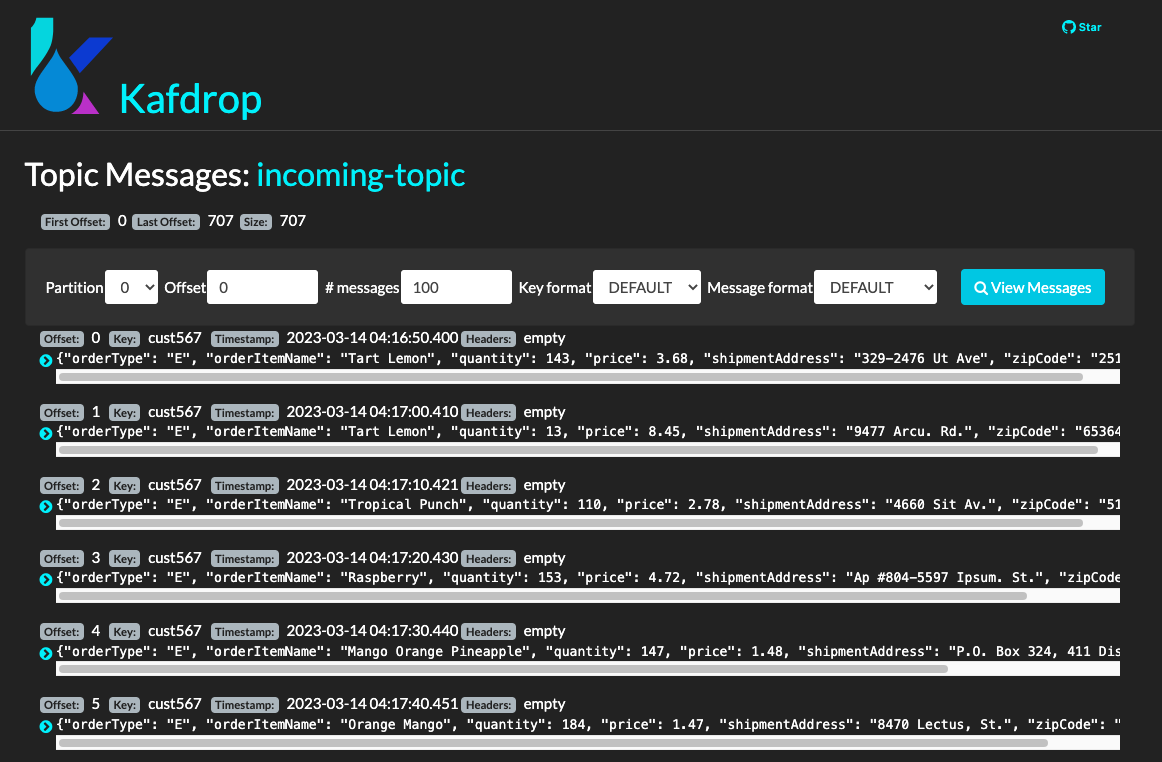 Star
Kafdrop
Topic Messages: incoming-topic
First Offset: 0 Last Offset: 707 Size: 707
Partition 0 Offset 0 # messages 100 Key format DEFAULT Message format DEFAULT View Messages
Offset: 0 Key: cust567 Timestamp: 2023-03-14 04:16:50.400 Headers: empty
{"orderType": "E", "orderItemName": "Tart Lemon", "quantity": 143, "price": 3.68, "shipmentAddress": "329-2476 Ut Ave", "zipCode": "251
Offset: 1 Key: cust567 Timestamp: 2023-03-14 04:17:00.410 Headers: empty
{"orderType": "E", "orderItemName": "Tart Lemon", "quantity": 13, "price": 8.45, "shipmentAddress": "9477 Arcu. Rd.", "zipCode": "65364
Offset: 2 Key: cust567 Timestamp: 2023-03-14 04:17:10.421 Headers: empty
{"orderType": "E", "orderItemName": "Tropical Punch", "quantity": 110, "price": 2.78, "shipmentAddress": "4660 Sit Av.", "zipCode": "51
Offset: 3 Key: cust567 Timestamp: 2023-03-14 04:17:20.430 Headers: empty
{"orderType": "E", "orderItemName": "Raspberry", "quantity": 153, "price": 4.72, "shipmentAddress": "Ap #804-5597 Ipsum. St.", "zipCode
Offset: 4 Key: cust567 Timestamp: 2023-03-14 04:17:30.440 Headers: empty
{"orderType": "E", "orderItemName": "Mango Orange Pineapple", "quantity": 147, "price": 1.48, "shipmentAddress": "P.O. Box 324, 411 Dis
Offset: 5 Key: cust567 Timestamp: 2023-03-14 04:17:40.451 Headers: empty
{"orderType": "E", "orderItemName": "Orange Mango", "quantity": 184, "price": 1.47, "shipmentAddress": "8470 Lectus, St.", "zipCode": "